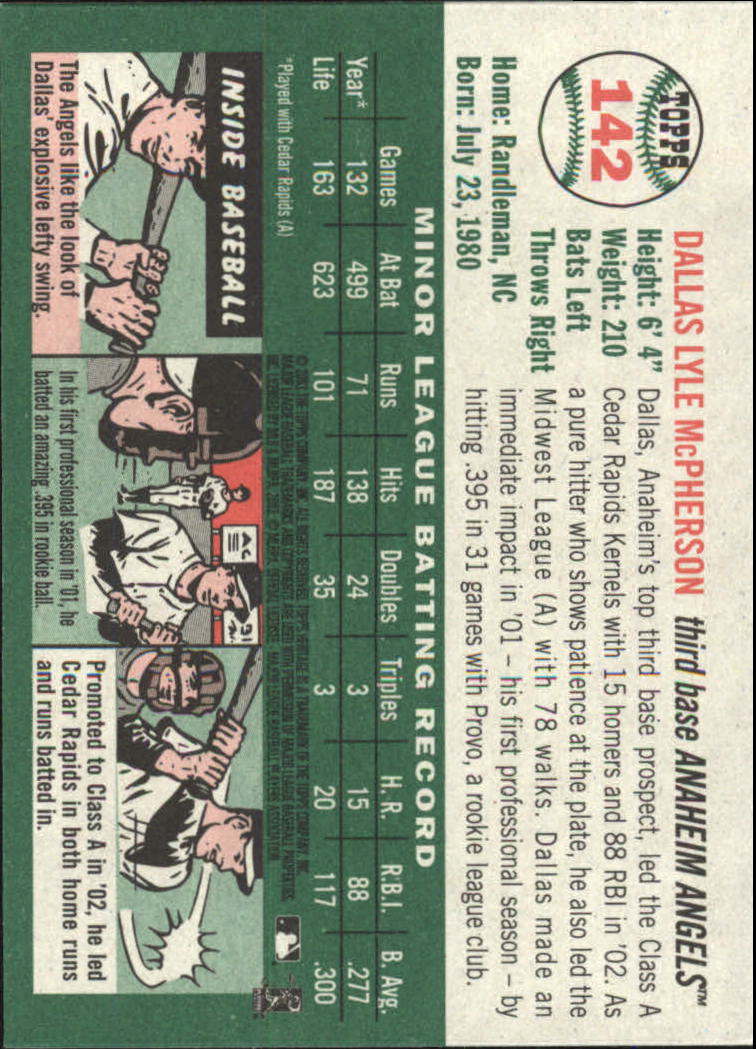 TOPPS
142
DALLAS LYLE McPHERSON third base ANAHEIM ANGELS™
Height: 6' 4"
Weight: 210
Bats Left
Throws Right
Home: Randleman, NC
Born: July 23, 1980
Dallas, Anaheim's top third base prospect, led the Class A
Cedar Rapids Kernels with 15 homers and 88 RBI in '02. As
a pure hitter who shows patience at the plate, he also led the
Midwest League (A) with 78 walks. Dallas made an
immediate impact in '01 – his first professional season – by
hitting .395 in 31 games with Provo, a rookie league club.
MINOR LEAGUE BATTING RECORD
Games At Bat Runs Hits Doubles Triples H. R. R.B.I. B. Avg.
Year* 132 499 71 138 24 3 15 88 .277
Life 163 623 101 187 35 3 20 117 .300
*Played with Cedar Rapids (A)
INSIDE BASEBALL
The Angels like the look of
Dallas' explosive lefty swing.
In his first professional season in '01, he
batted an amazing .395 in rookie ball.
Promoted to Class A in '02, he led
Cedar Rapids in both home runs
and runs batted in.